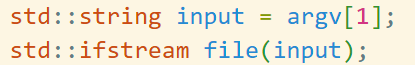 std::string input = argv[1];
std::ifstream file(input);